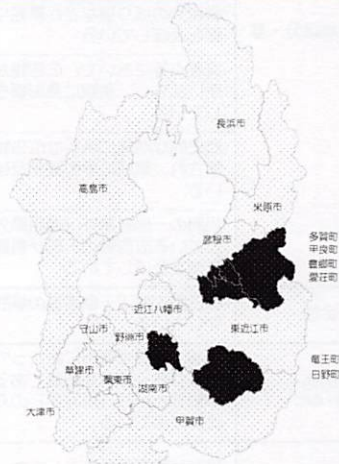 長浜市
高島市
米原市
彦根市
多賀町
甲良町
豊郷町
愛荘町
近江八幡市
東近江市
守山市
野洲市
草津市
栗東市
湖南市
竜王町
日野町
大津市
甲賀市